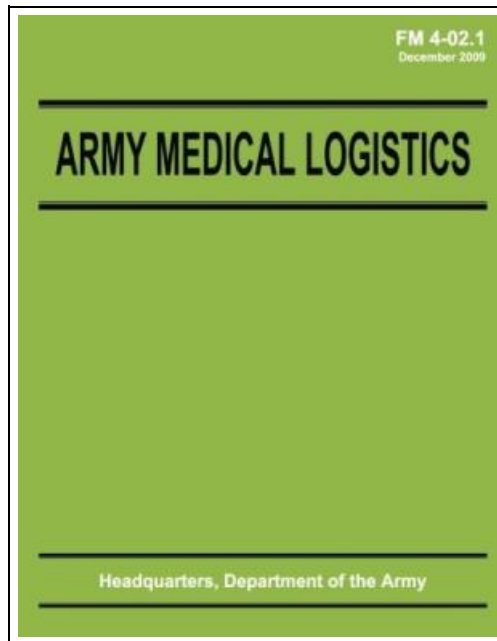 FM 4-02.1
December 2009
ARMY MEDICAL LOGISTICS
Headquarters, Department of the Army